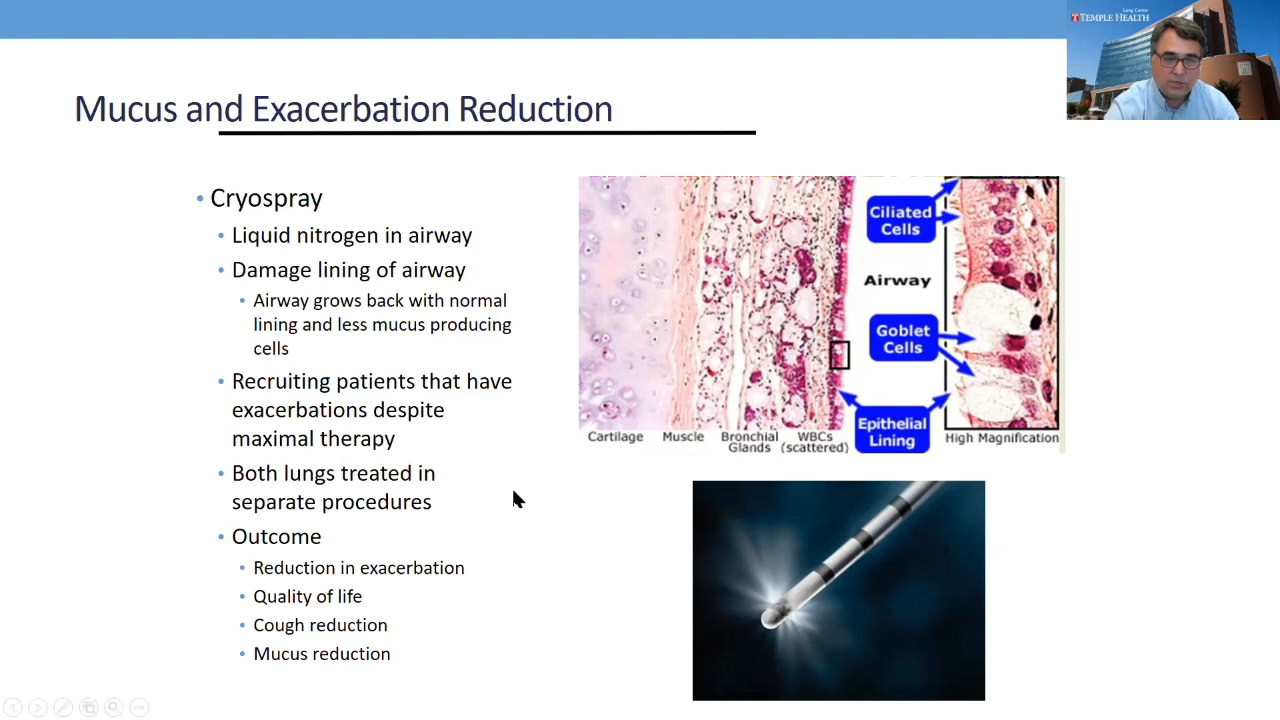 Lung Center
TEMPLE HEALTH
Mucus and Exacerbation Reduction
• Cryospray
• Liquid nitrogen in airway
• Damage lining of airway
• Airway grows back with normal
lining and less mucus producing
cells
• Recruiting patients that have
exacerbations despite
maximal therapy
• Both lungs treated in
separate procedures
• Outcome
• Reduction in exacerbation
• Quality of life
• Cough reduction
• Mucus reduction
Ciliated
Cells
Airway
Goblet
Cells
Epithelial
Lining
Cartilage
Muscle
Bronchial
Glands
WBCs
(scattered)
High Magnification